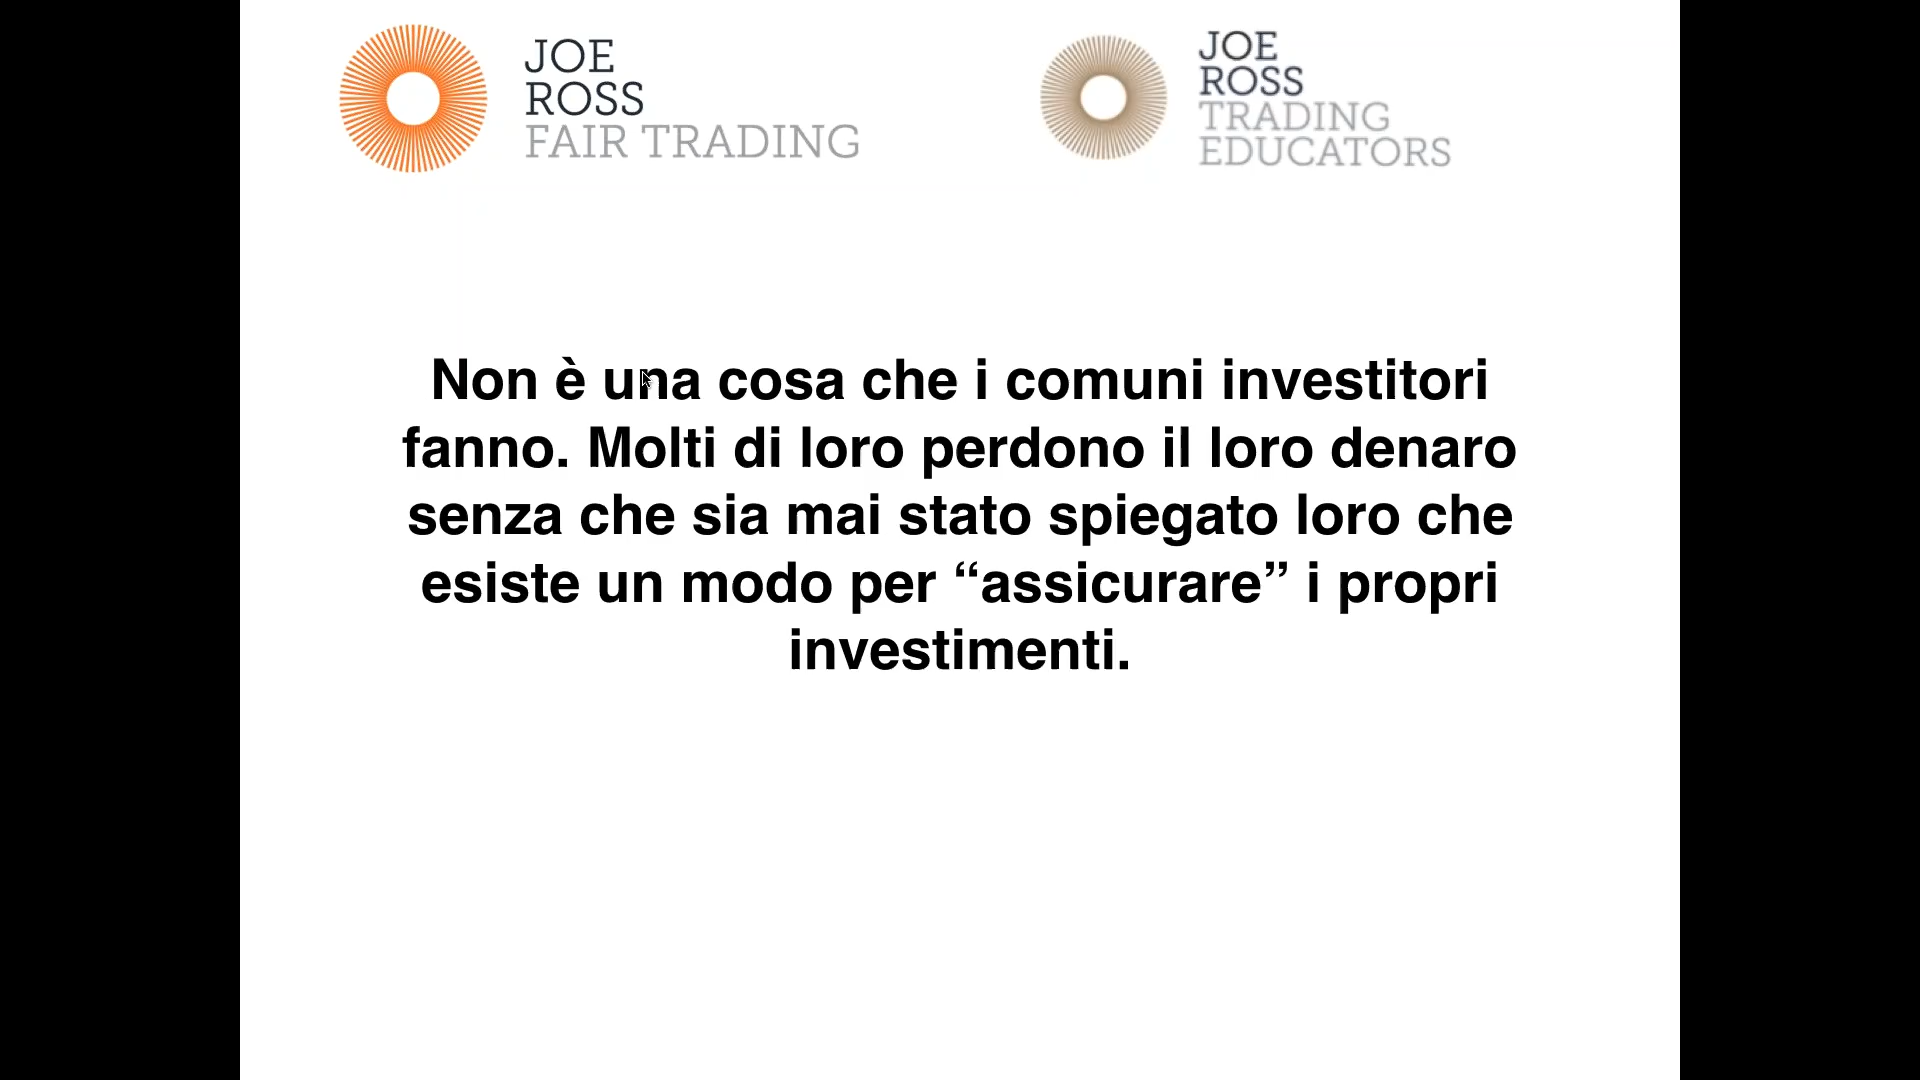 JOE
ROSS
FAIR TRADING
JOE
ROSS
TRADING
EDUCATORS
Non è una cosa che i comuni investitori
fanno. Molti di loro perdono il loro denaro
senza che sia mai stato spiegato loro che
esiste un modo per “assicurare” i propri
investimenti.